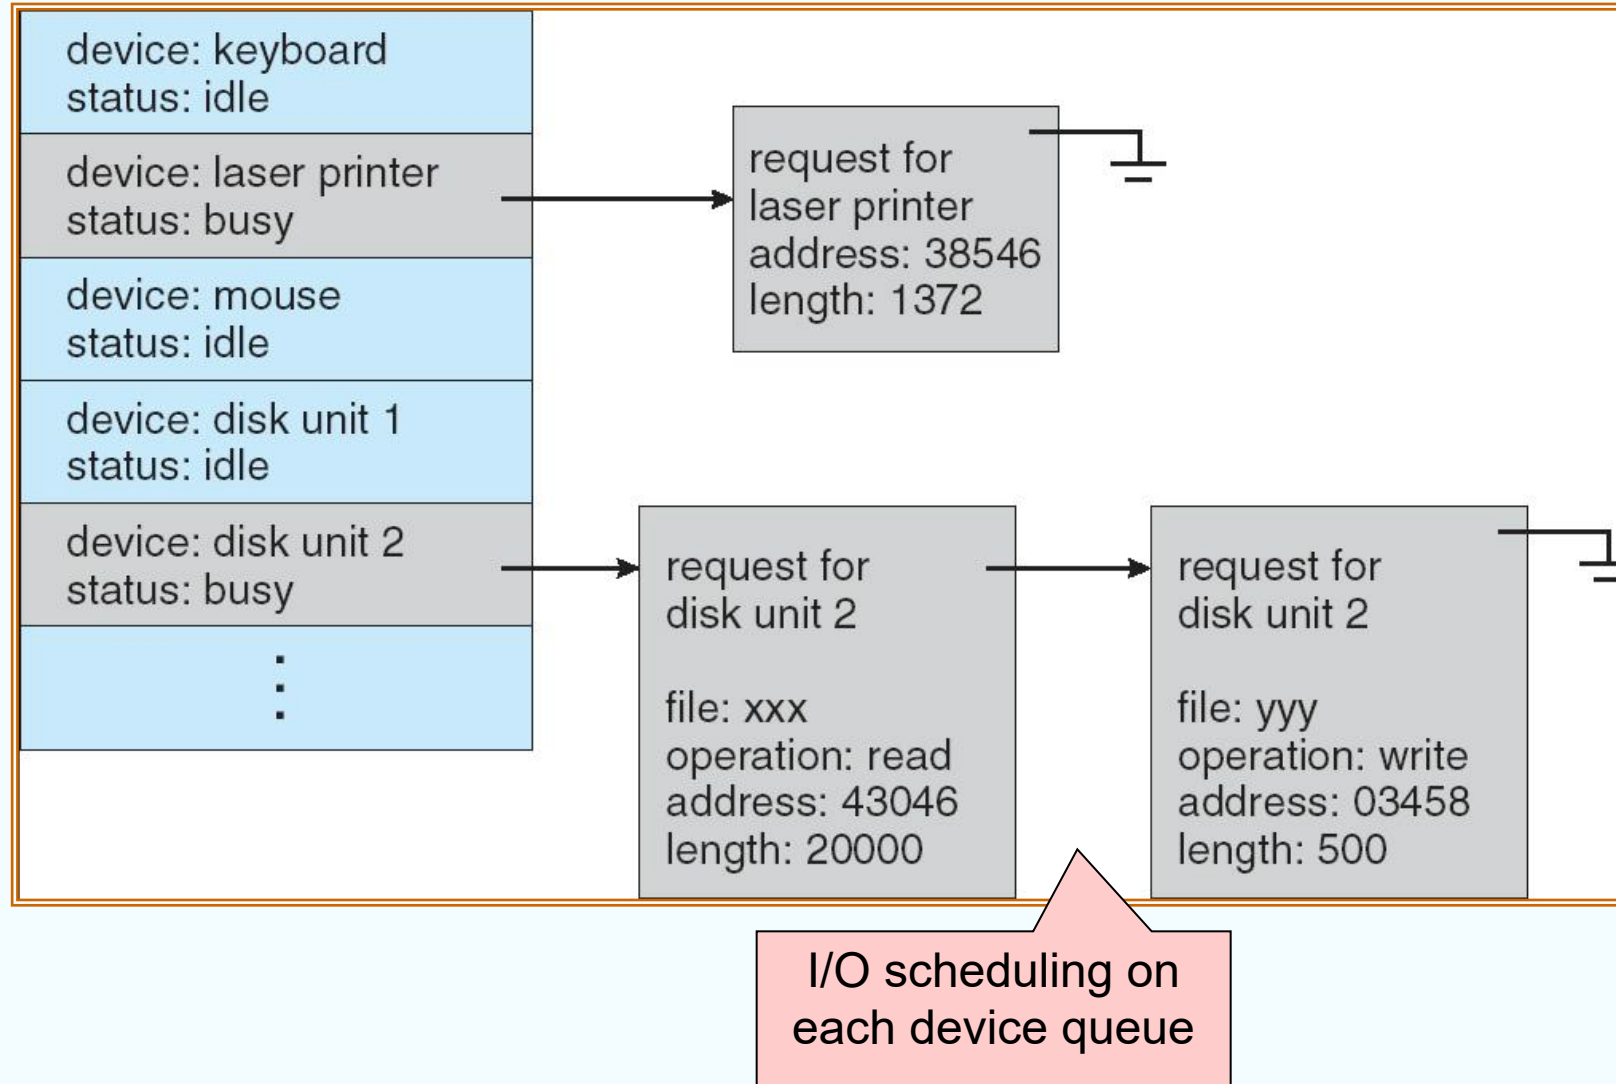 device: keyboard
status: idle
device: laser printer
status: busy
device: mouse
status: idle
device: disk unit 1
status: idle
device: disk unit 2
status: busy
request for
laser printer
address: 38546
length: 1372
request for
disk unit 2
file: xxx
operation: read
address: 43046
length: 20000
request for
disk unit 2
file: yyy
operation: write
address: 03458
length: 500
I/O scheduling on
each device queue